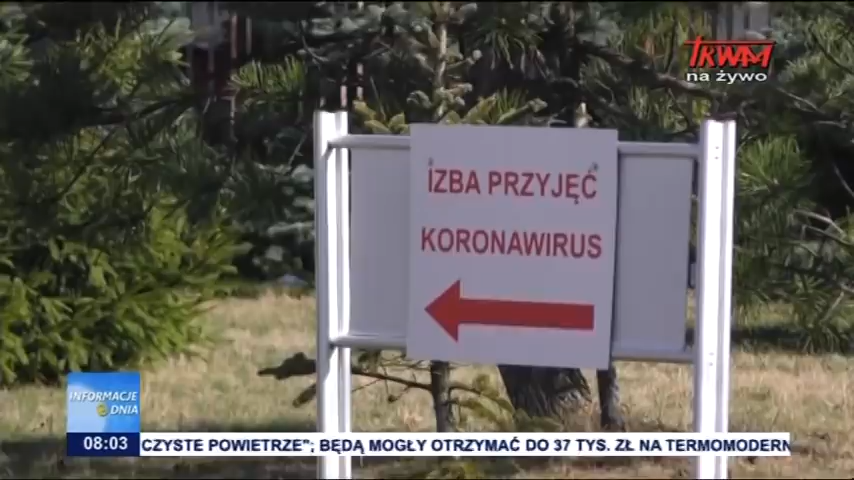 TRWAM
na żywo
IZBA PRZYJĘĆ
KORONAWIRUS
INFORMACJE
DNIA
08:03
CZYSTE POWIETRZE"; BĘDĄ MOGŁY OTRZYMAĆ DO 37 TYS. ZŁ NA TERMOMODERN